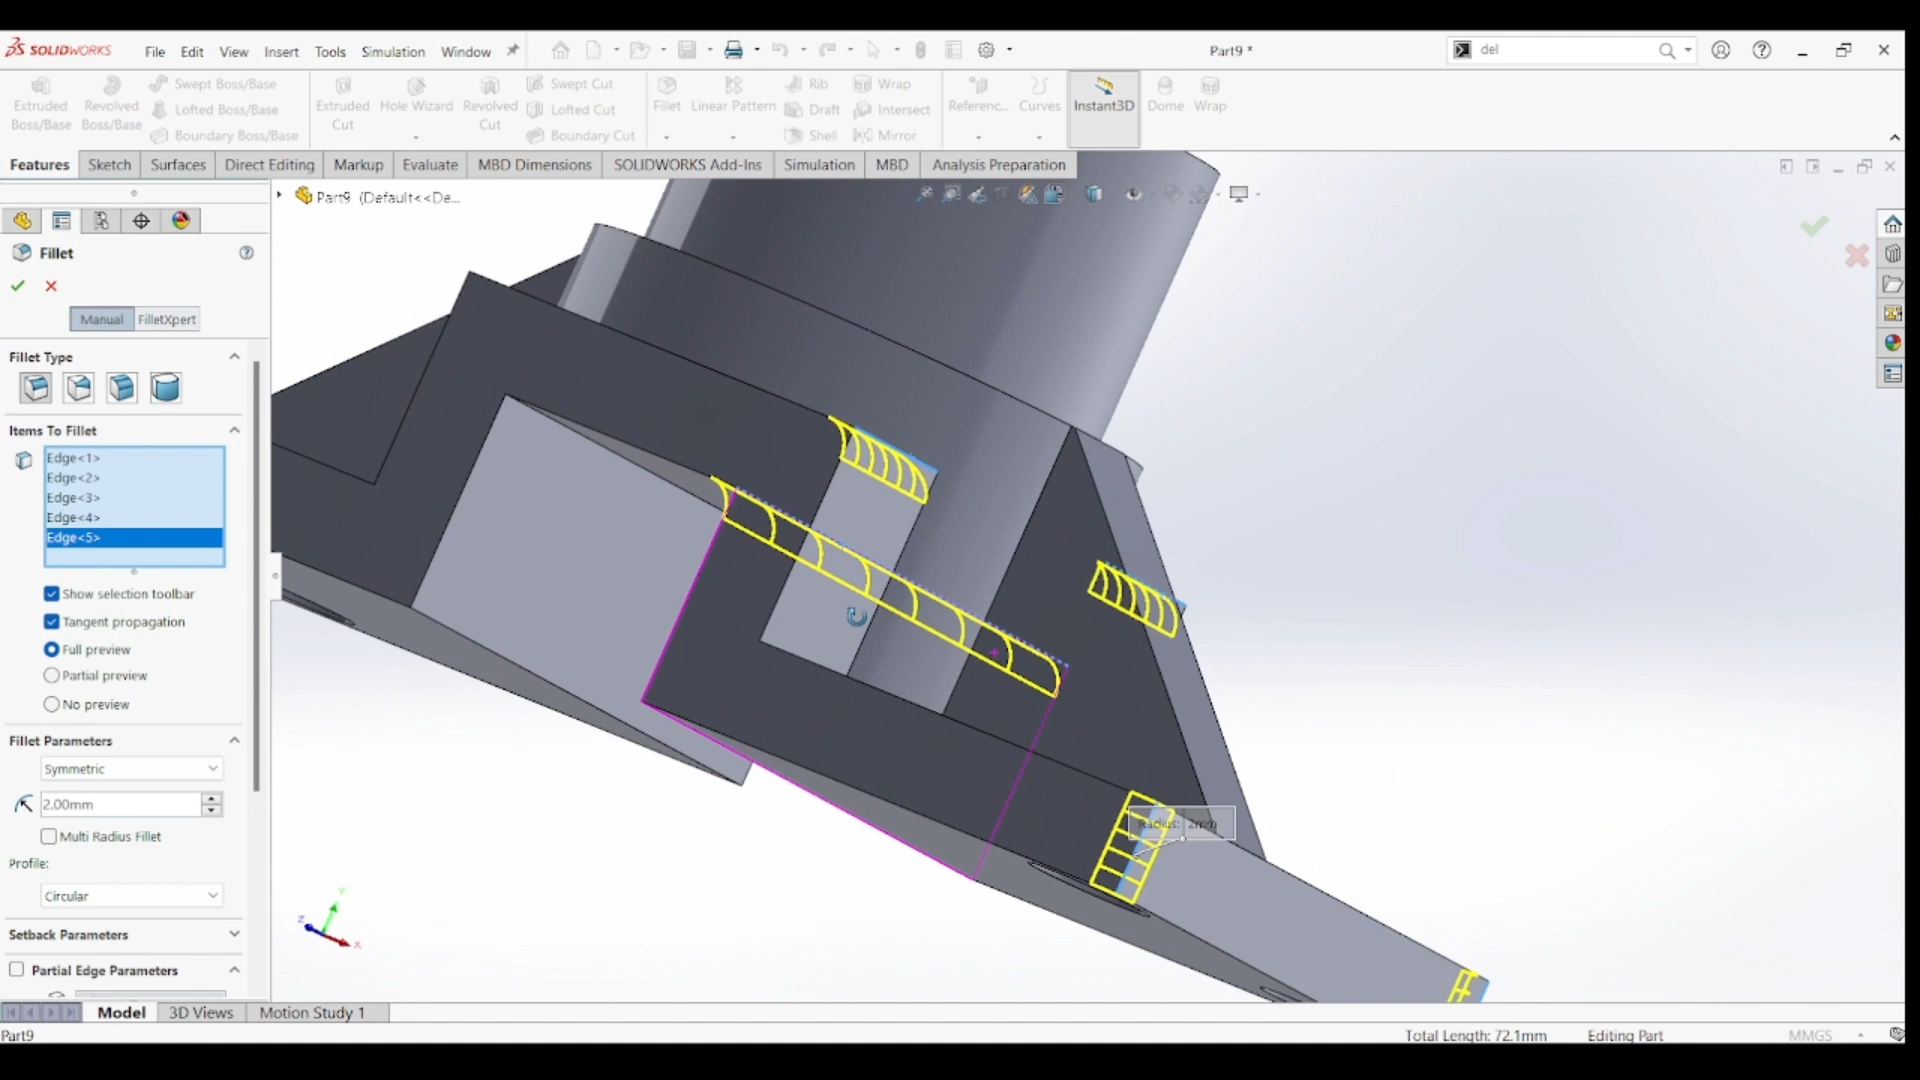 SOLIDWORKS File Edit View Insert Tools Simulation Window Part9 * del
Extruded Boss/Base Revolved Boss/Base Swept Boss/Base Lofted Boss/Base Boundary Boss/Base Extruded Cut Hole Wizard Revolved Cut Swept Cut Lofted Cut Boundary Cut Fillet Linear Pattern Rib Draft Shell Wrap Intersect Mirror Referenc... Curves Instant3D Dome Wrap
Features Sketch Surfaces Direct Editing Markup Evaluate MBD Dimensions SOLIDWORKS Add-Ins Simulation MBD Analysis Preparation
Part9 (Default<<De...
Fillet
Manual FilletXpert
Fillet Type
Items To Fillet
Edge<1>
Edge<2>
Edge<3>
Edge<4>
Edge<5>
Show selection toolbar
Tangent propagation
Full preview
Partial preview
No preview
Fillet Parameters
Symmetric
2.00mm
Multi Radius Fillet
Profile:
Circular
Setback Parameters
Partial Edge Parameters
Radius: 2mm
Y
Z
X
Model 3D Views Motion Study 1
Part9 Total Length: 72.1mm Editing Part MMGS